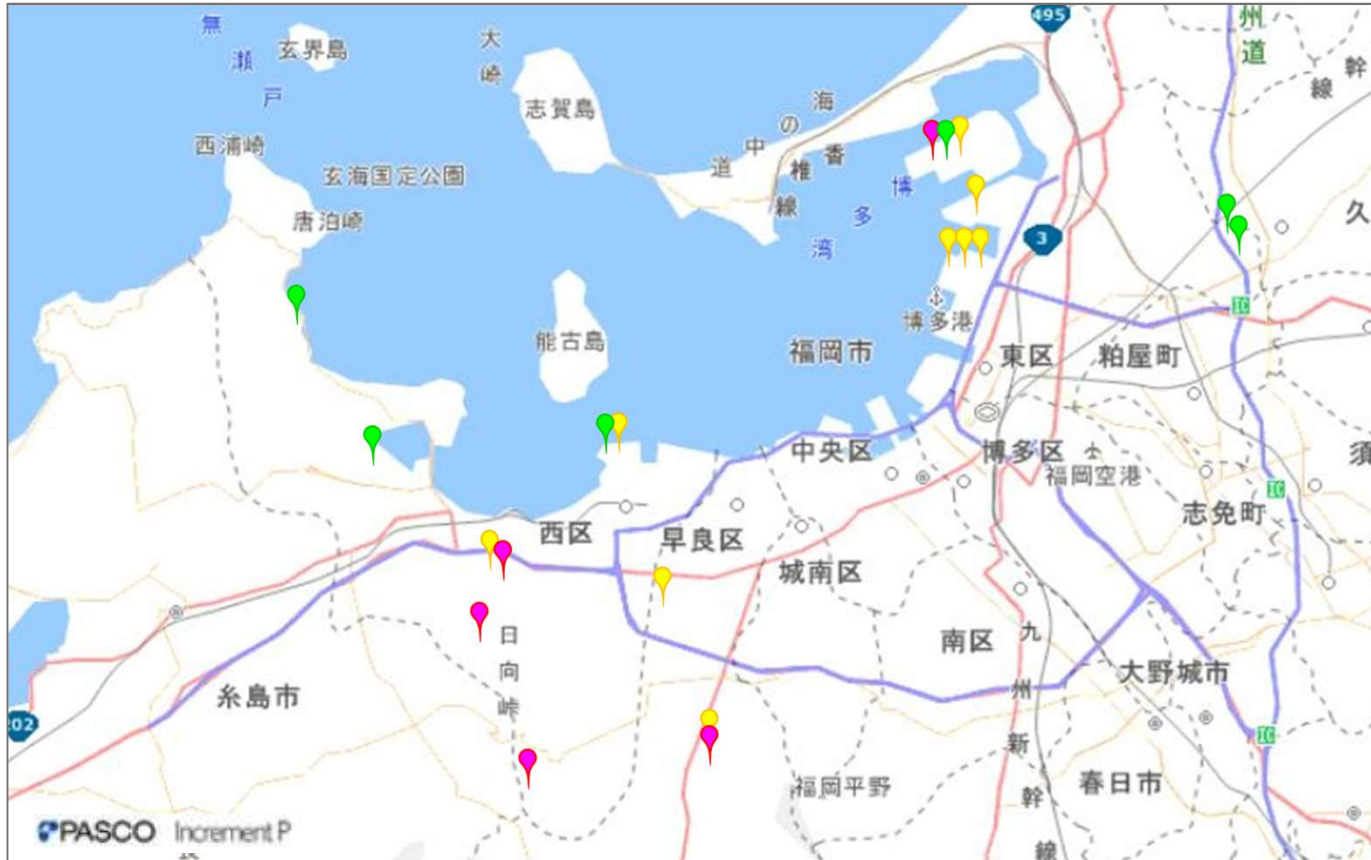 無瀬戸
玄界島
大崎
志賀島
海の中道
香椎線
495
州道
幹線
西浦崎
玄海国定公園
唐泊崎
博多湾
久
3
IC
能古島
博多港
福岡市
東区
粕屋町
中央区
博多区
福岡空港
須
IC
志免町
西区
早良区
城南区
日向峠
南区
九州新幹線
大野城市
糸島市
202
IC
福岡平野
春日市
PASCO Increment P